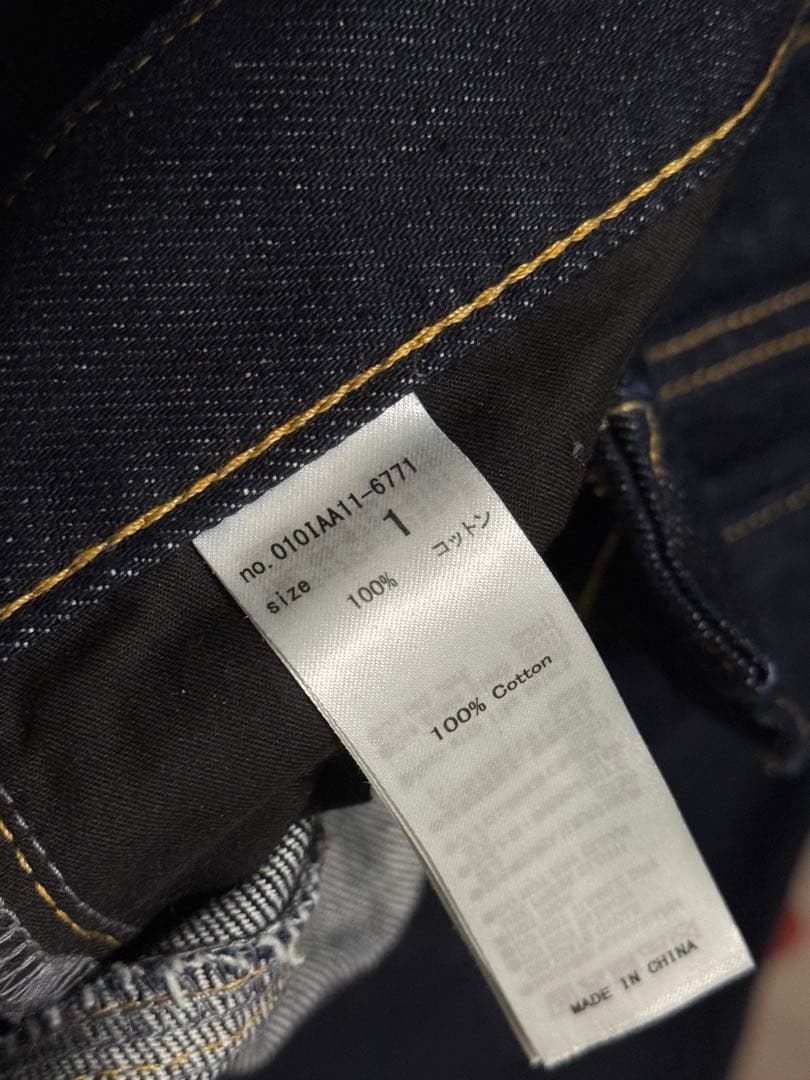 no.010IAA11-6771
size 1
100% コットン
100% Cotton
MADE IN CHINA